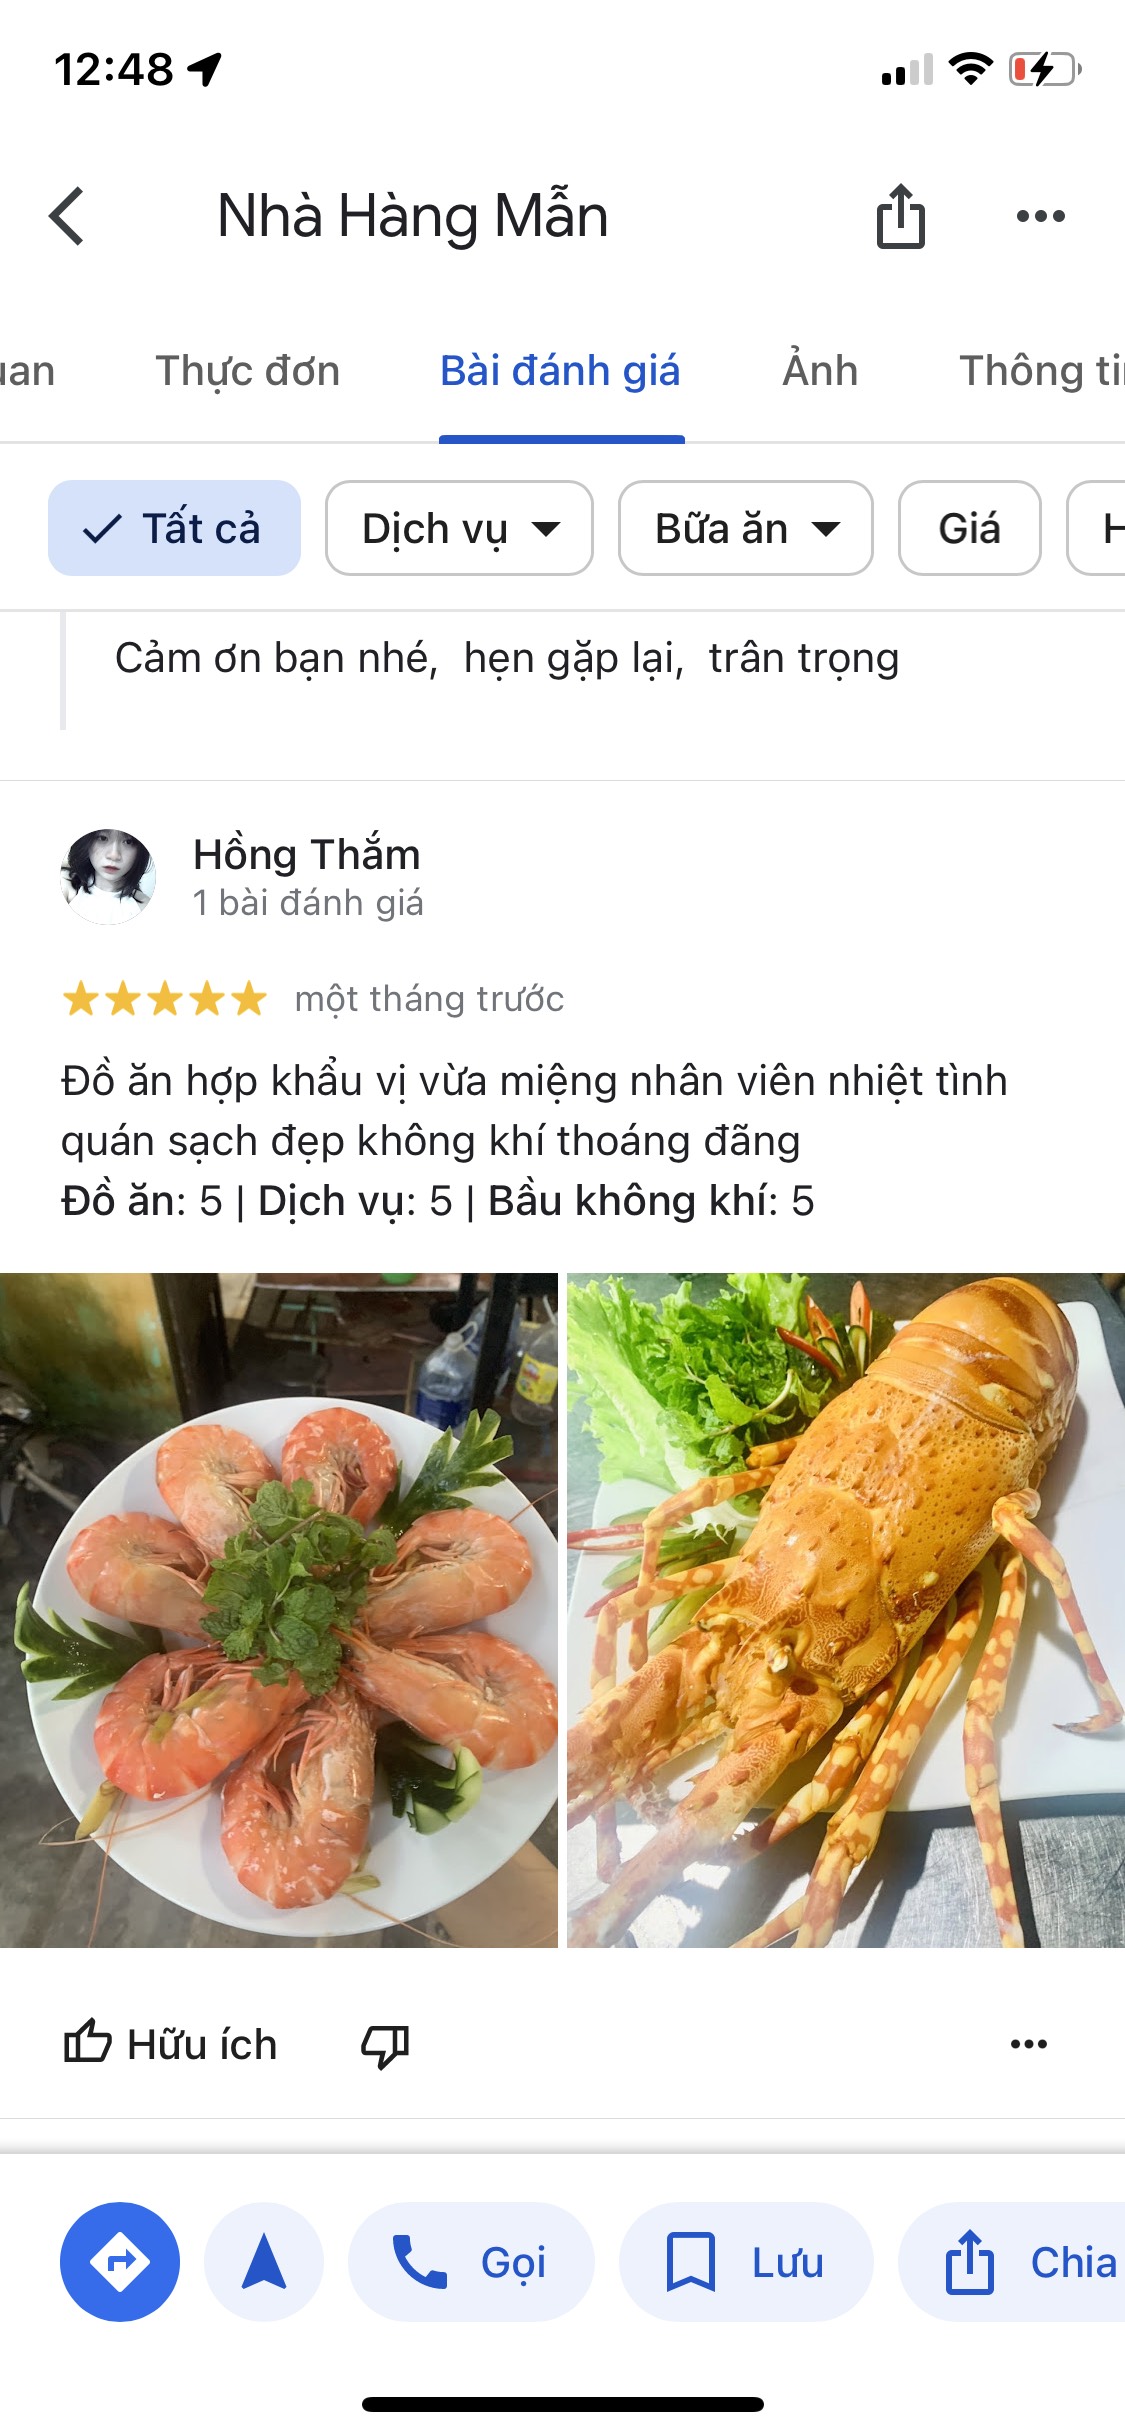 12:48
Nhà Hàng Mẫn
uan Thực đơn Bài đánh giá Ảnh Thông ti
Tất cả Dịch vụ Bữa ăn Giá H
Cảm ơn bạn nhé, hẹn gặp lại, trân trọng
Hồng Thắm
1 bài đánh giá
một tháng trước
Đồ ăn hợp khẩu vị vừa miệng nhân viên nhiệt tình
quán sạch đẹp không khí thoáng đãng
Đồ ăn: 5 | Dịch vụ: 5 | Bầu không khí: 5
Hữu ích
Gọi Lưu Chia